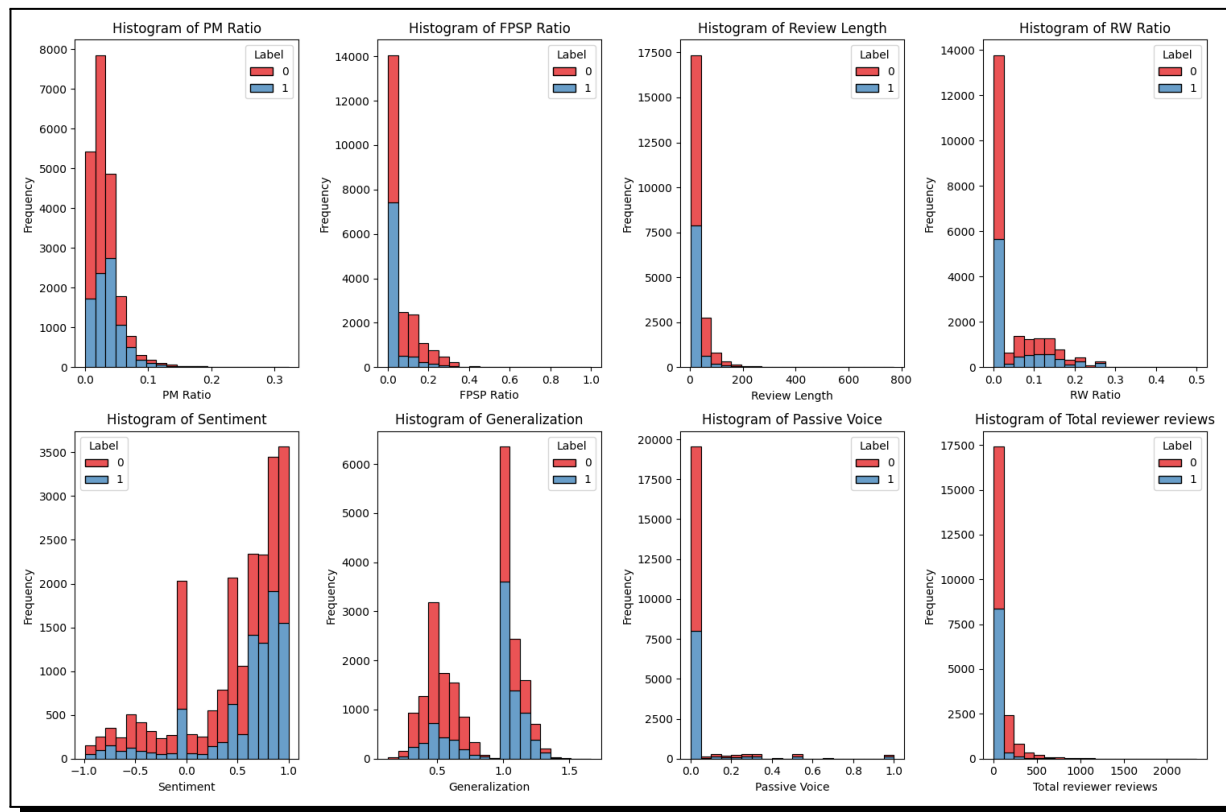 Histogram of PM Ratio
Label
0
1
8000
7000
6000
5000
4000
3000
2000
1000
0
Frequency
0.0 0.1 0.2 0.3
PM Ratio
Histogram of FPSP Ratio
Label
0
1
14000
12000
10000
8000
6000
4000
2000
0
Frequency
0.0 0.2 0.4 0.6 0.8 1.0
FPSP Ratio
Histogram of Review Length
Label
0
1
17500
15000
12500
10000
7500
5000
2500
0
Frequency
0 200 400 600 800
Review Length
Histogram of RW Ratio
Label
0
1
14000
12000
10000
8000
6000
4000
2000
0
Frequency
0.0 0.1 0.2 0.3 0.4 0.5
RW Ratio
Histogram of Sentiment
Label
0
1
3500
3000
2500
2000
1500
1000
500
0
Frequency
−1.0 −0.5 0.0 0.5 1.0
Sentiment
Histogram of Generalization
Label
0
1
6000
5000
4000
3000
2000
1000
0
Frequency
0.5 1.0 1.5
Generalization
Histogram of Passive Voice
Label
0
1
20000
17500
15000
12500
10000
7500
5000
2500
0
Frequency
0.0 0.2 0.4 0.6 0.8 1.0
Passive Voice
Histogram of Total reviewer reviews
Label
0
1
17500
15000
12500
10000
7500
5000
2500
0
Frequency
0 500 1000 1500 2000
Total reviewer reviews